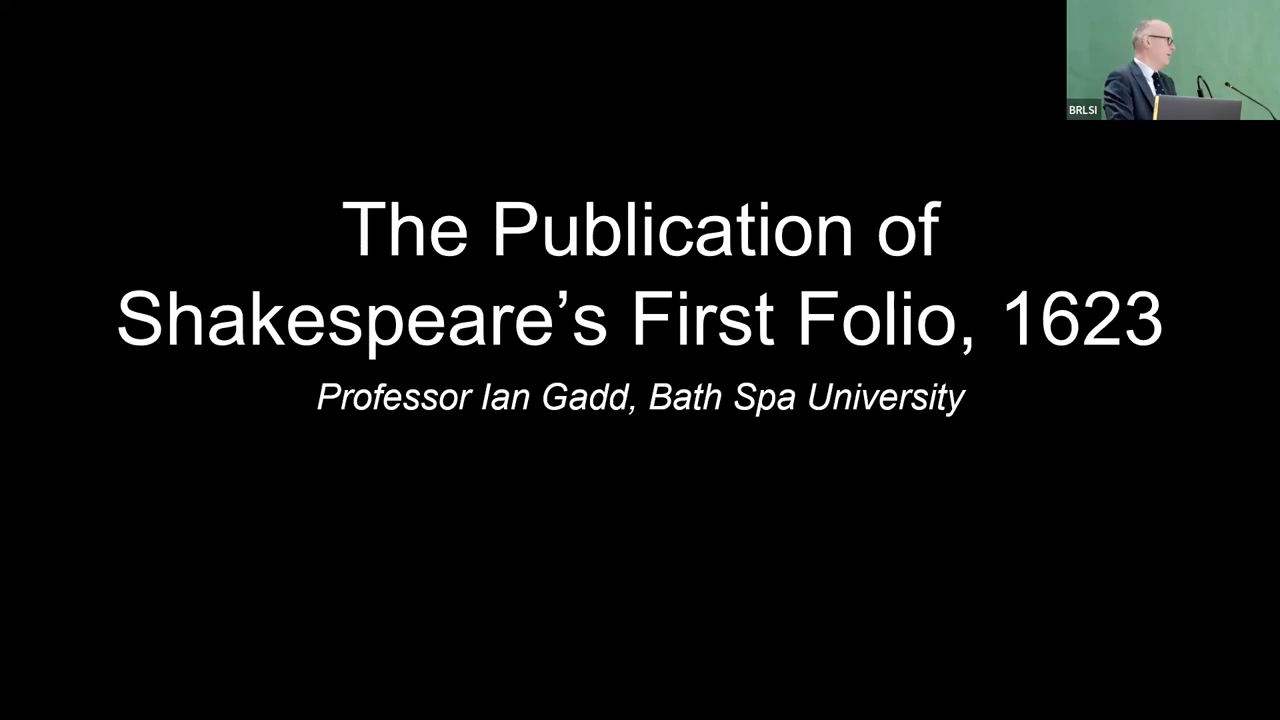 BRLSI
The Publication of
Shakespeare’s First Folio, 1623
Professor Ian Gadd, Bath Spa University